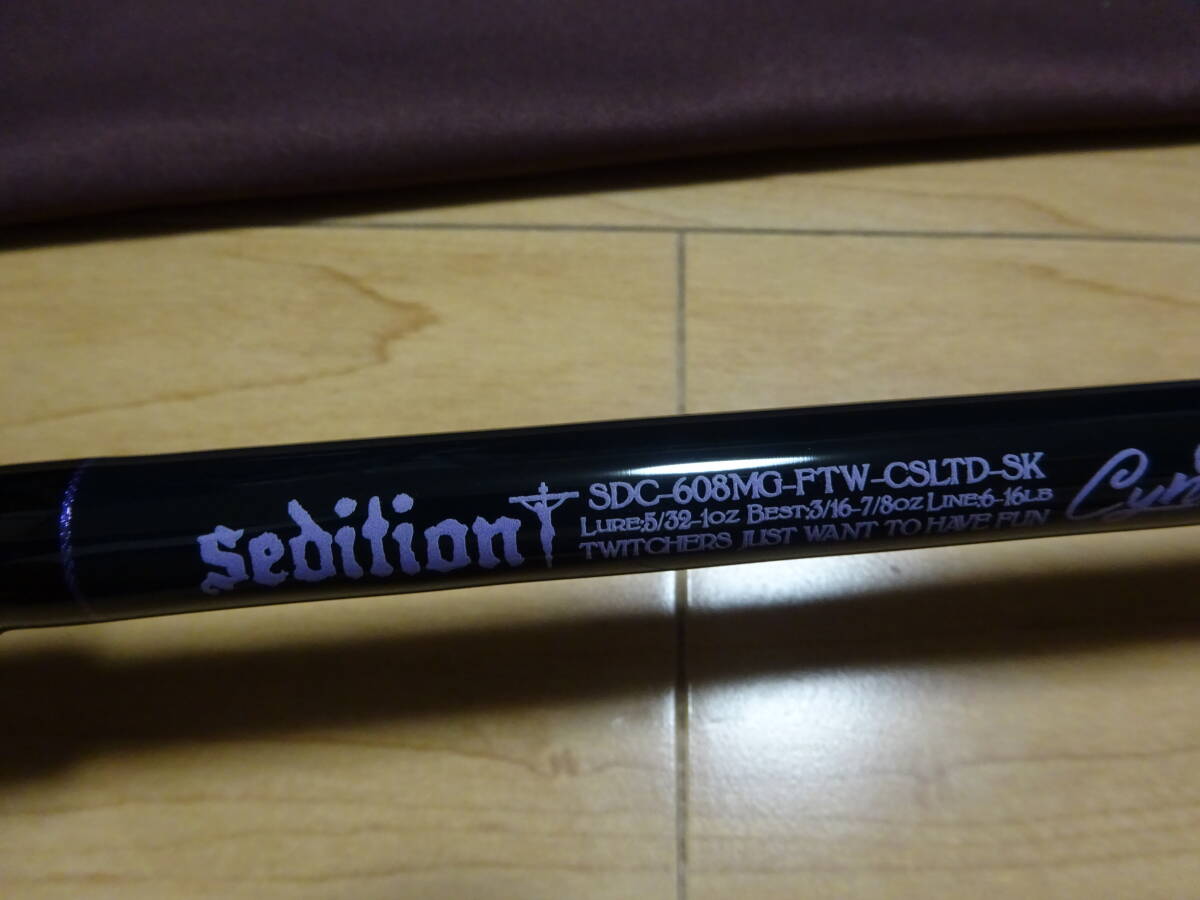 Sedition
SDC-608MG-FTW-CSLTD-SK
LURE:5/32-1OZ BEST:3/16-7/8OZ LINE:6-16LB
TWITCHERS JUST WANT TO HAVE FUN